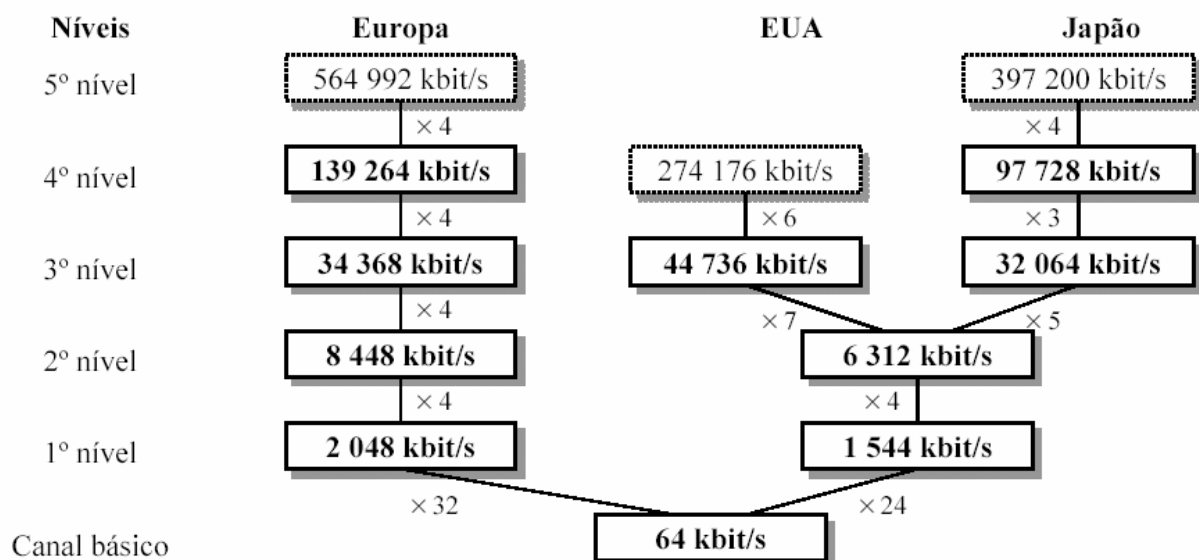 Níveis Europa EUA Japão
5º nível 564 992 kbit/s 397 200 kbit/s
× 4 × 4
4º nível 139 264 kbit/s 274 176 kbit/s 97 728 kbit/s
× 4 × 6 × 3
3º nível 34 368 kbit/s 44 736 kbit/s 32 064 kbit/s
× 4 × 7 × 5
2º nível 8 448 kbit/s 6 312 kbit/s
× 4 × 4
1º nível 2 048 kbit/s 1 544 kbit/s
×32 ×24
Canal básico 64 kbit/s